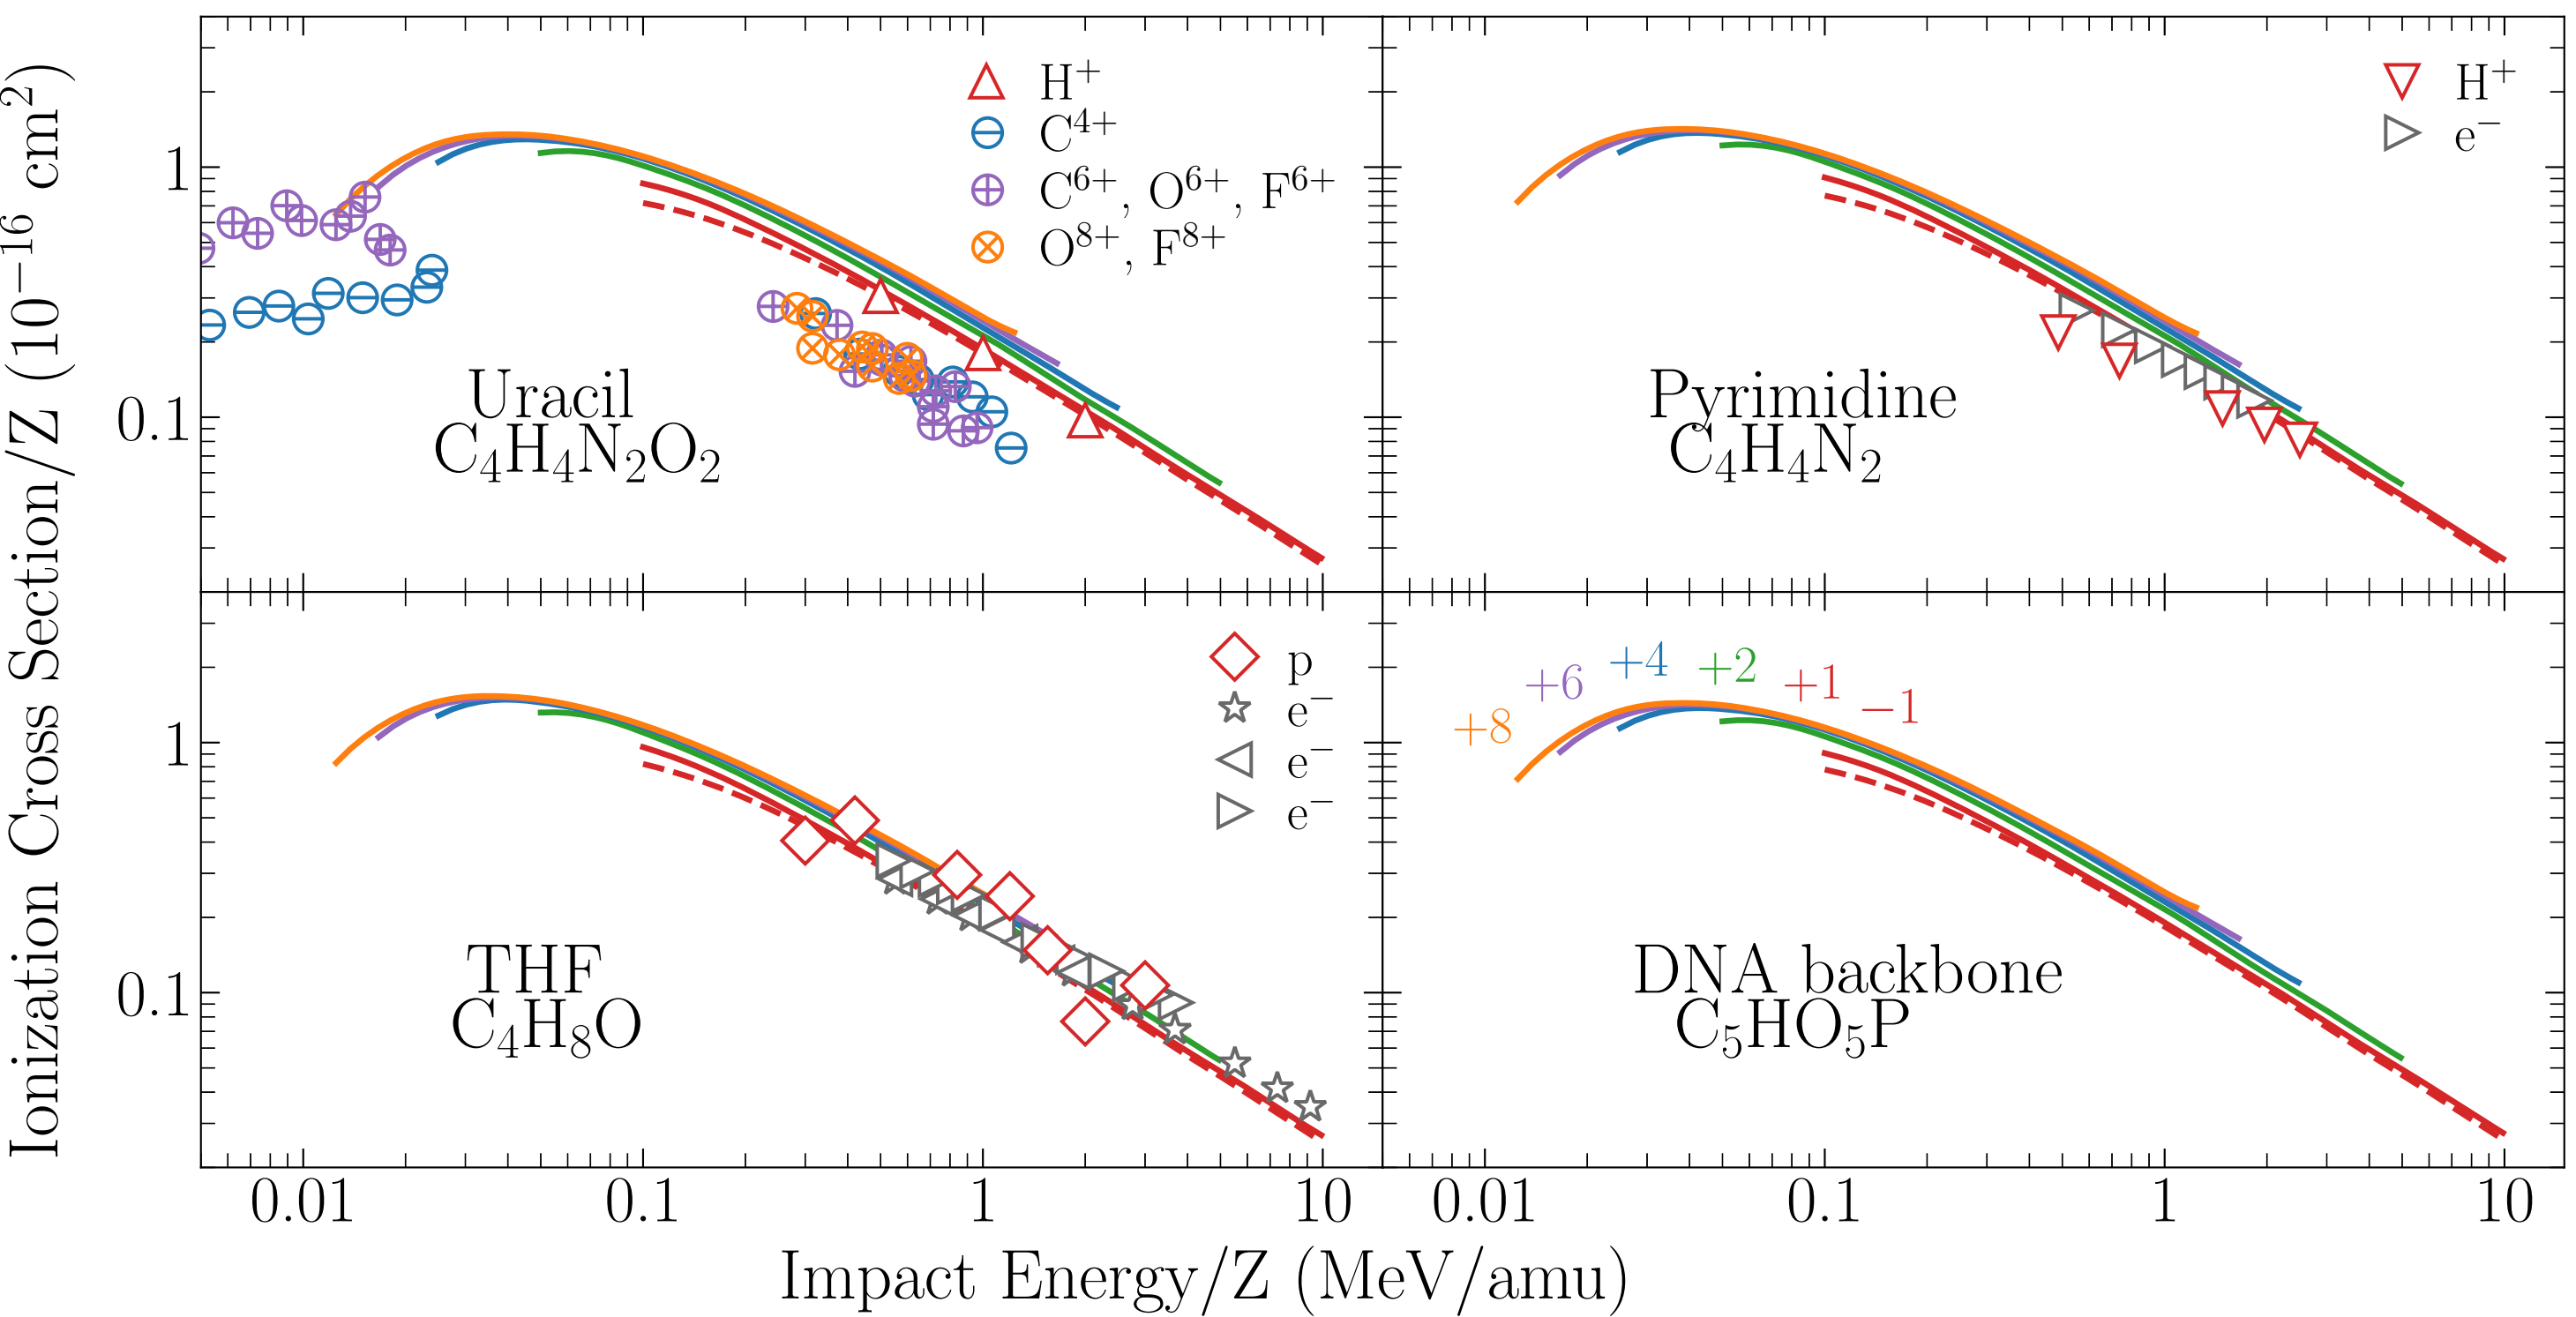 Ionization Cross Section/Z (10⁻¹⁶ cm²)
1
0.1
H⁺
C⁴⁺
C⁶⁺, O⁶⁺, F⁶⁺
O⁸⁺, F⁸⁺
Uracil
C₄H₄N₂O₂
H⁺
e⁻
Pyrimidine
C₄H₄N₂
1
0.1
p
e⁻
e⁻
e⁻
THF
C₄H₈O
+8 +6 +4 +2 +1 −1
DNA backbone
C₅HO₅P
0.01 0.1 1 10 0.01 0.1 1 10
Impact Energy/Z (MeV/amu)